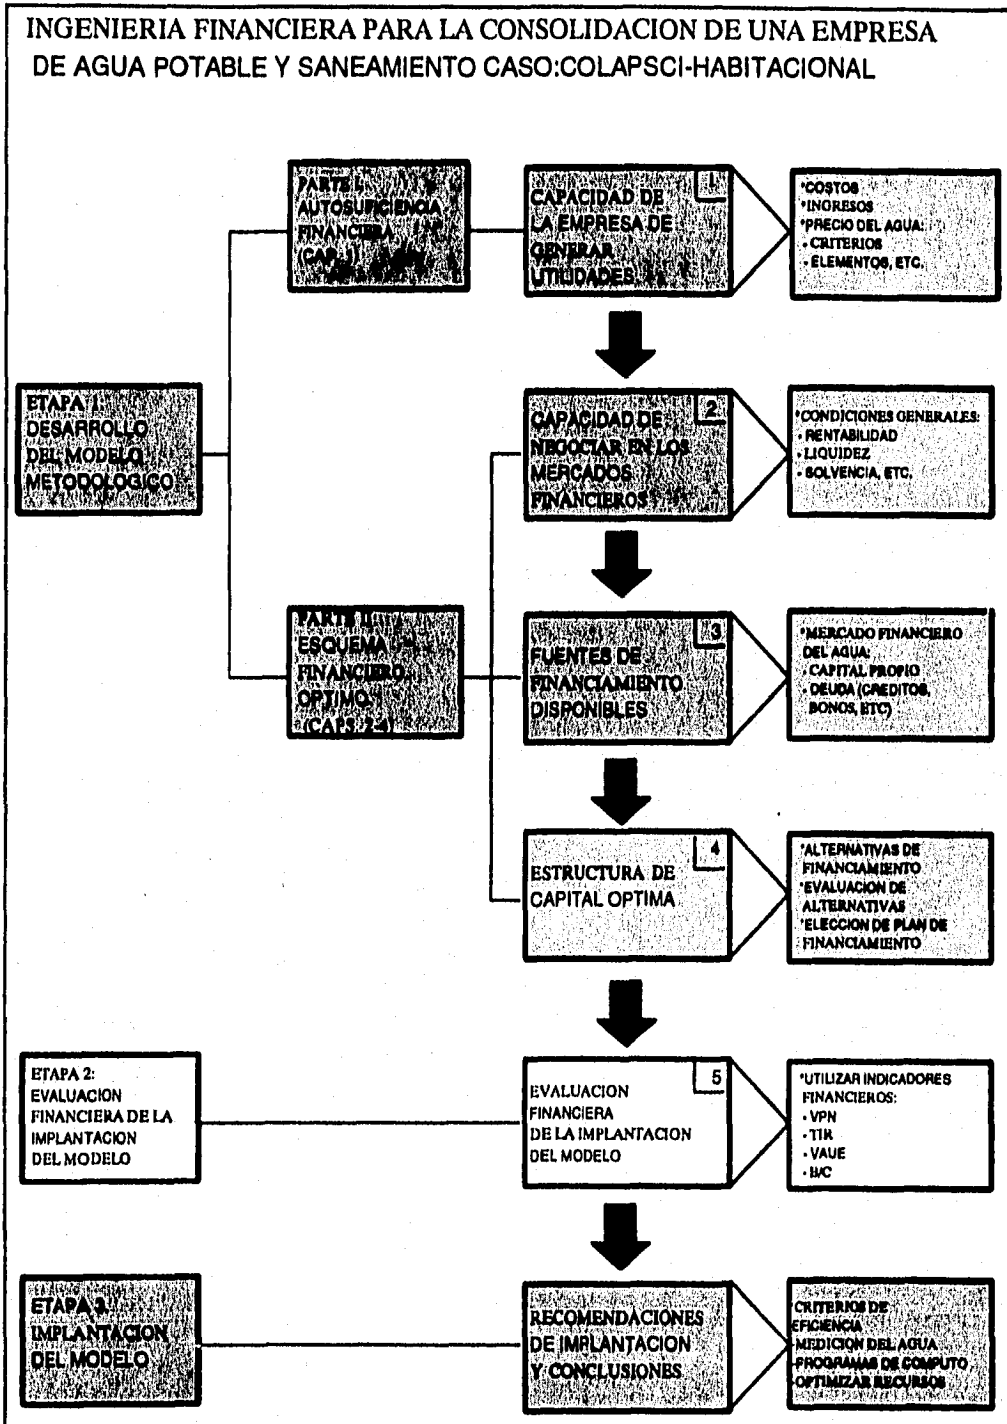 INGENIERIA FINANCIERA PARA LA CONSOLIDACION DE UNA EMPRESA
DE AGUA POTABLE Y SANEAMIENTO CASO:COLAPSCI-HABITACIONAL
PARTE I:
AUTOSUFICIENCIA
FINANCIERA
(CAP. 1)
1
CAPACIDAD DE
LA EMPRESA DE
GENERAR
UTILIDADES
*COSTOS
*INGRESOS
*PRECIO DEL AGUA:
- CRITERIOS
- ELEMENTOS, ETC.
ETAPA 1:
DESARROLLO
DEL MODELO
METODOLOGICO
2
CAPACIDAD DE
NEGOCIAR EN LOS
MERCADOS
FINANCIEROS
*CONDICIONES GENERALES:
- RENTABILIDAD
- LIQUIDEZ
- SOLVENCIA, ETC.
PARTE II:
ESQUEMA
FINANCIERO
OPTIMO
(CAPS. 2-4)
3
FUENTES DE
FINANCIAMIENTO
DISPONIBLES
*MERCADO FINANCIERO
DEL AGUA:
- CAPITAL PROPIO
- DEUDA (CREDITOS,
BONOS, ETC)
4
ESTRUCTURA DE
CAPITAL OPTIMA
*ALTERNATIVAS DE
FINANCIAMIENTO
*EVALUACION DE
ALTERNATIVAS
*ELECCION DE PLAN DE
FINANCIAMIENTO
ETAPA 2:
EVALUACION
FINANCIERA DE LA
IMPLANTACION
DEL MODELO
5
EVALUACION
FINANCIERA
DE LA IMPLANTACION
DEL MODELO
*UTILIZAR INDICADORES
FINANCIEROS:
- VPN
- TIR
- VAUE
- B/C
ETAPA 3:
IMPLANTACION
DEL MODELO
RECOMENDACIONES
DE IMPLANTACION
Y CONCLUSIONES
CRITERIOS DE
EFICIENCIA
-MEDICION DEL AGUA
-PROGRAMAS DE COMPUTO
-OPTIMIZAR RECURSOS